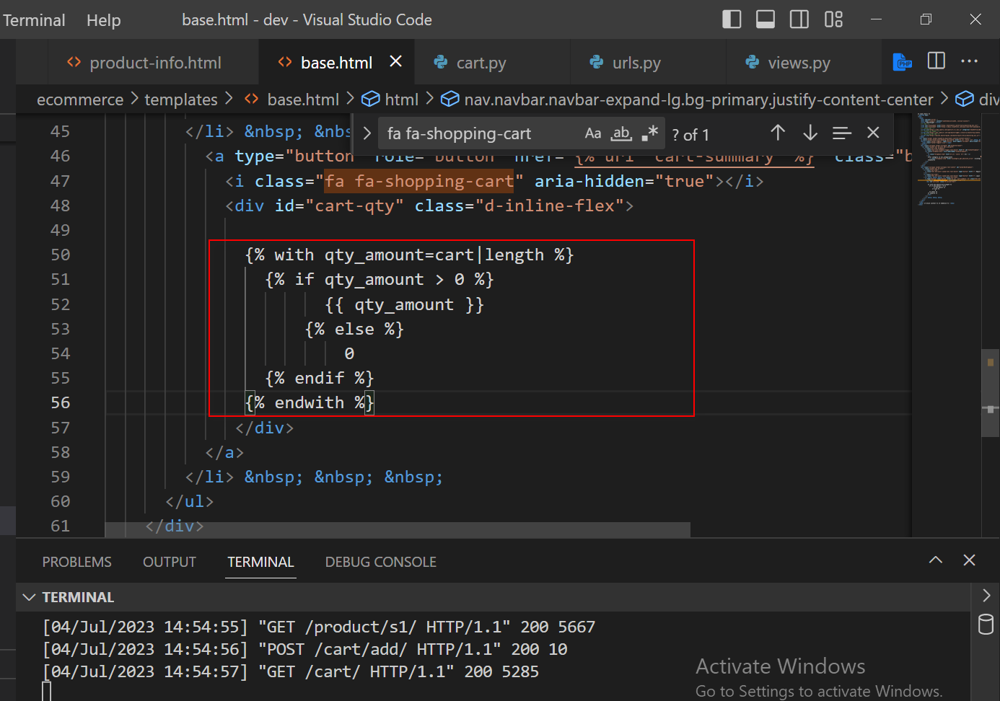 Terminal Help base.html - dev - Visual Studio Code
product-info.html base.html cart.py urls.py views.py PHP
ecommerce > templates > base.html > html > nav.navbar.navbar-expand-lg.bg-primary.justify-content-center > div
fa fa-shopping-cart Aa ab .* ? of 1
45 </li> &nbsp; &nbs
46 <a type="button" role="button" href="{% url 'cart-summary' %}" class="b
47 <i class="fa fa-shopping-cart" aria-hidden="true"></i>
48 <div id="cart-qty" class="d-inline-flex">
49
50 {% with qty_amount=cart|length %}
51 {% if qty_amount > 0 %}
52 {{ qty_amount }}
53 {% else %}
54 0
55 {% endif %}
56 {% endwith %}
57 </div>
58 </a>
59 </li> &nbsp; &nbsp; &nbsp;
60 </ul>
61 </div>
PROBLEMS OUTPUT TERMINAL DEBUG CONSOLE
TERMINAL
[04/Jul/2023 14:54:55] "GET /product/s1/ HTTP/1.1" 200 5667
[04/Jul/2023 14:54:56] "POST /cart/add/ HTTP/1.1" 200 10
[04/Jul/2023 14:54:57] "GET /cart/ HTTP/1.1" 200 5285
Activate Windows
Go to Settings to activate Windows.